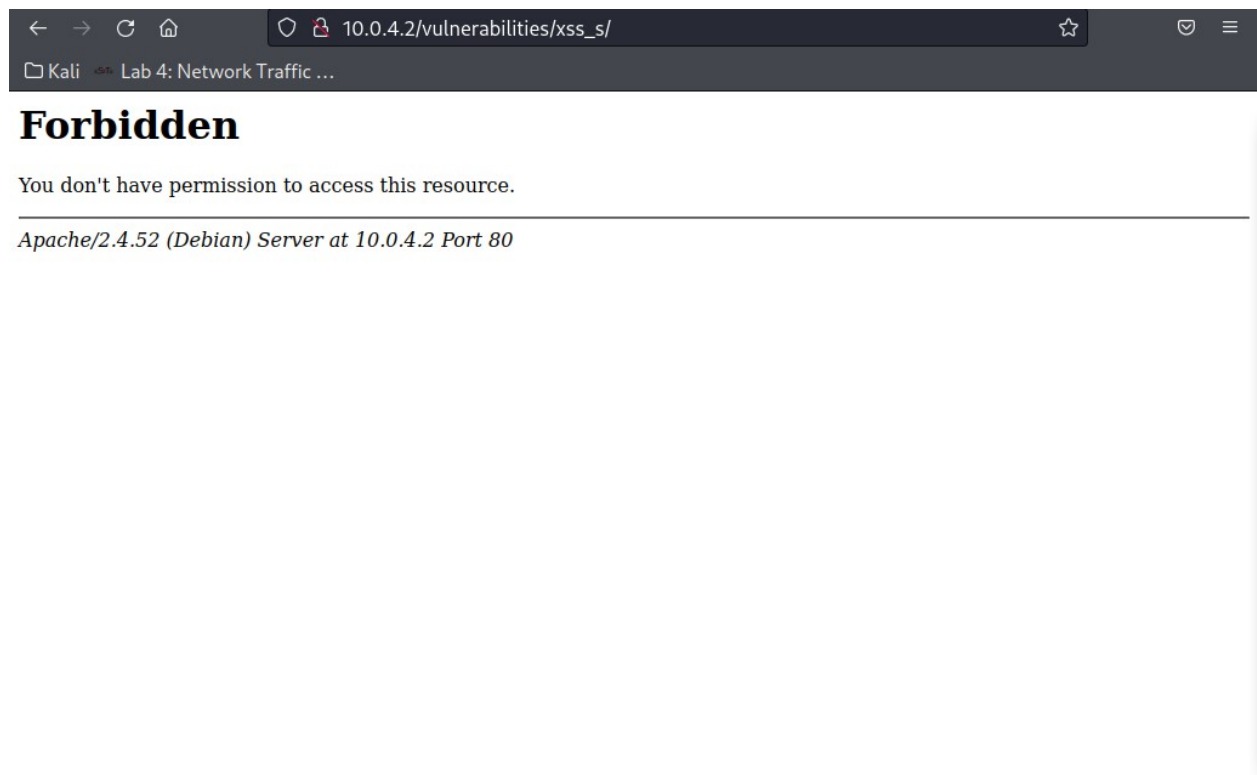 10.0.4.2/vulnerabilities/xss_s/
Kali Lab 4: Network Traffic ...
Forbidden
You don't have permission to access this resource.
Apache/2.4.52 (Debian) Server at 10.0.4.2 Port 80